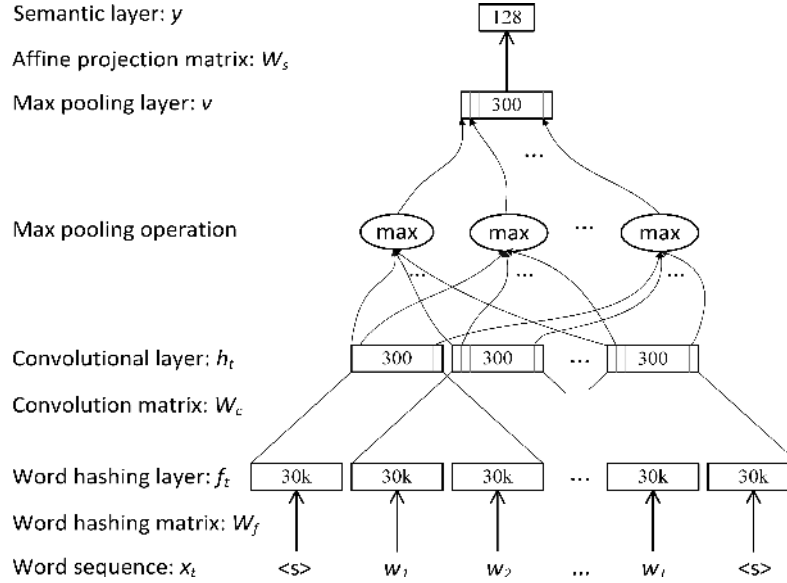 Semantic layer: y
128
Affine projection matrix: Ws
Max pooling layer: v
300
...
Max pooling operation
max max ... max
... ... ...
Convolutional layer: ht
300 300 ... 300
Convolution matrix: Wc
Word hashing layer: ft
30k 30k 30k ... 30k 30k
Word hashing matrix: Wf
Word sequence: xt
<s> w1 w2 ... wT <s>